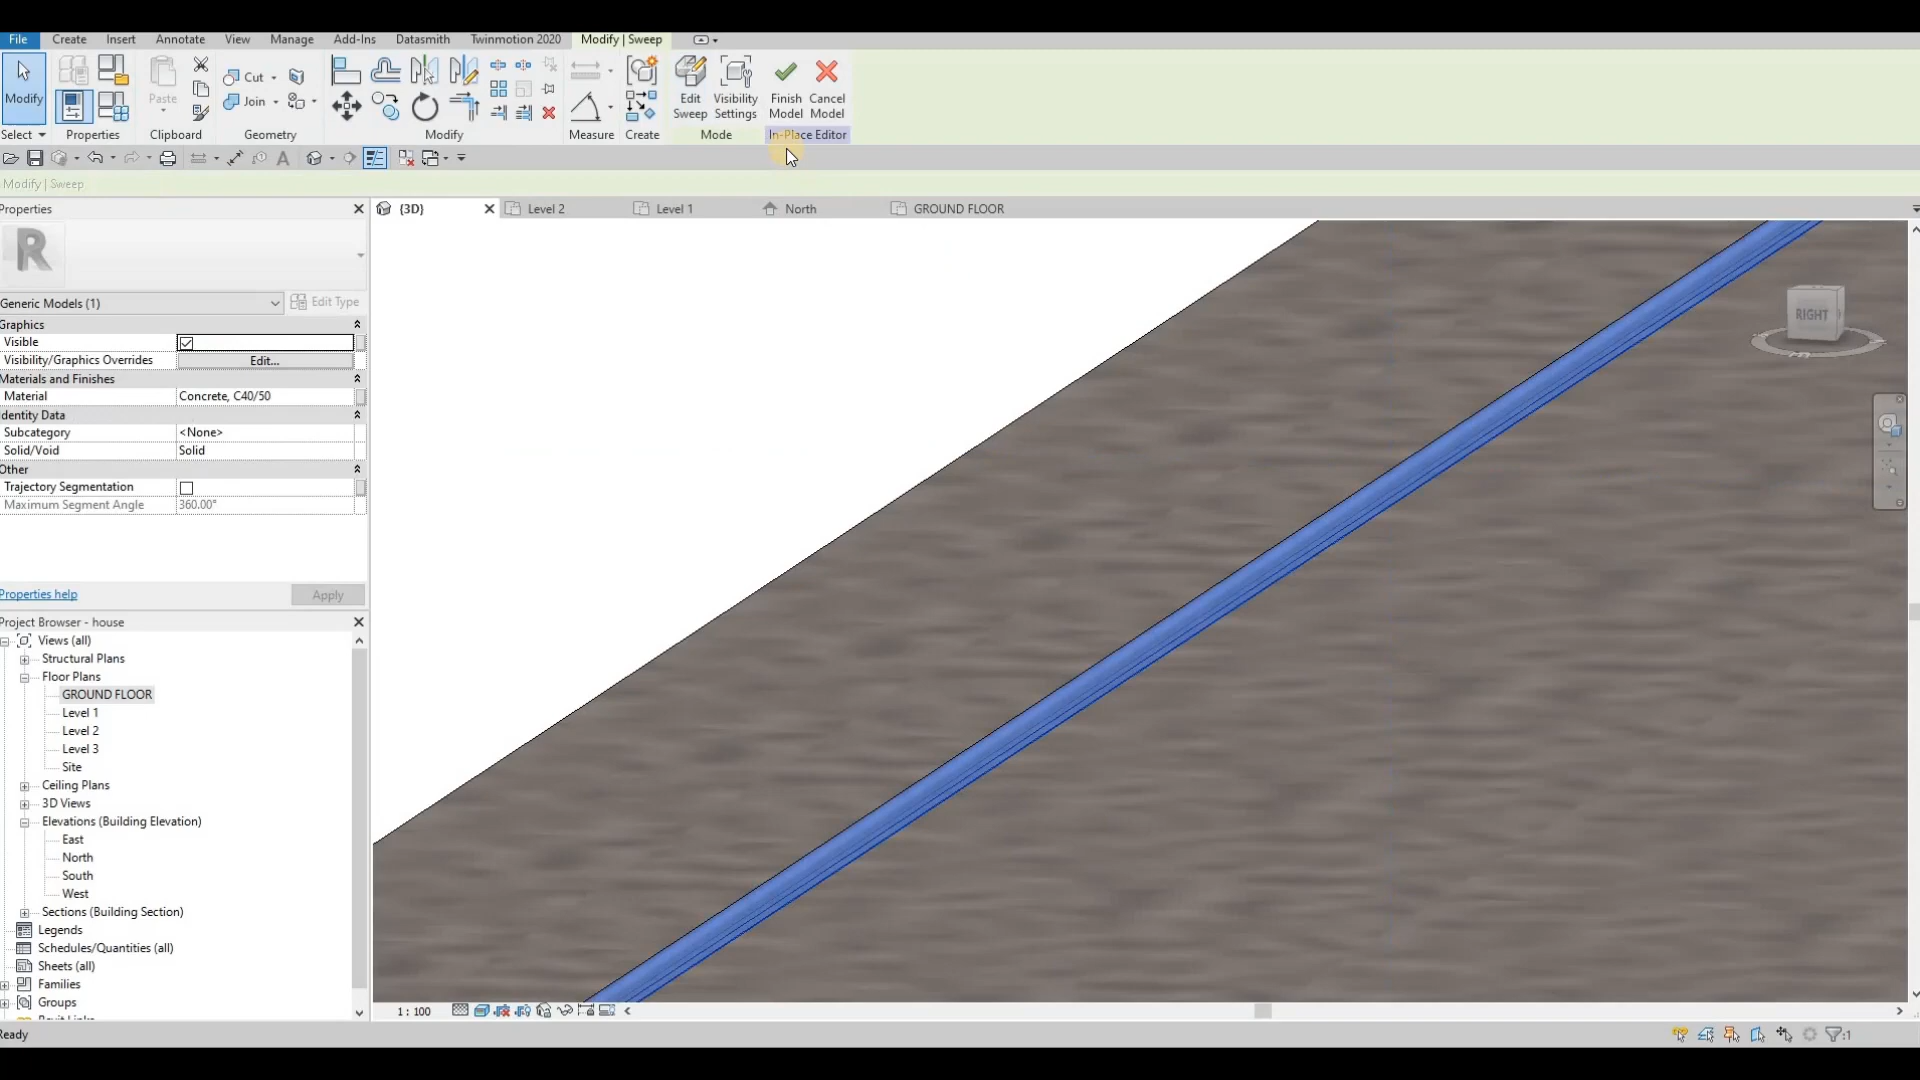 File Create Insert Annotate View Manage Add-Ins Datasmith Twinmotion 2020 Modify | Sweep
Modify
Paste
Cut
Join
Edit Sweep
Visibility Settings
Finish Model
Cancel Model
Select Properties Clipboard Geometry Modify Measure Create Mode In-Place Editor
Modify | Sweep
Properties
{3D} Level 2 Level 1 North GROUND FLOOR
R
Generic Models (1) Edit Type
Graphics
Visible
Visibility/Graphics Overrides Edit...
Materials and Finishes
Material Concrete, C40/50
dentity Data
Subcategory <None>
Solid/Void Solid
Other
Trajectory Segmentation
Maximum Segment Angle 360.00°
Properties help Apply
Project Browser - house
Views (all)
Structural Plans
Floor Plans
GROUND FLOOR
Level 1
Level 2
Level 3
Site
Ceiling Plans
3D Views
Elevations (Building Elevation)
East
North
South
West
Sections (Building Section)
Legends
Schedules/Quantities (all)
Sheets (all)
Families
Groups
RIGHT
1 : 100
Ready
:1